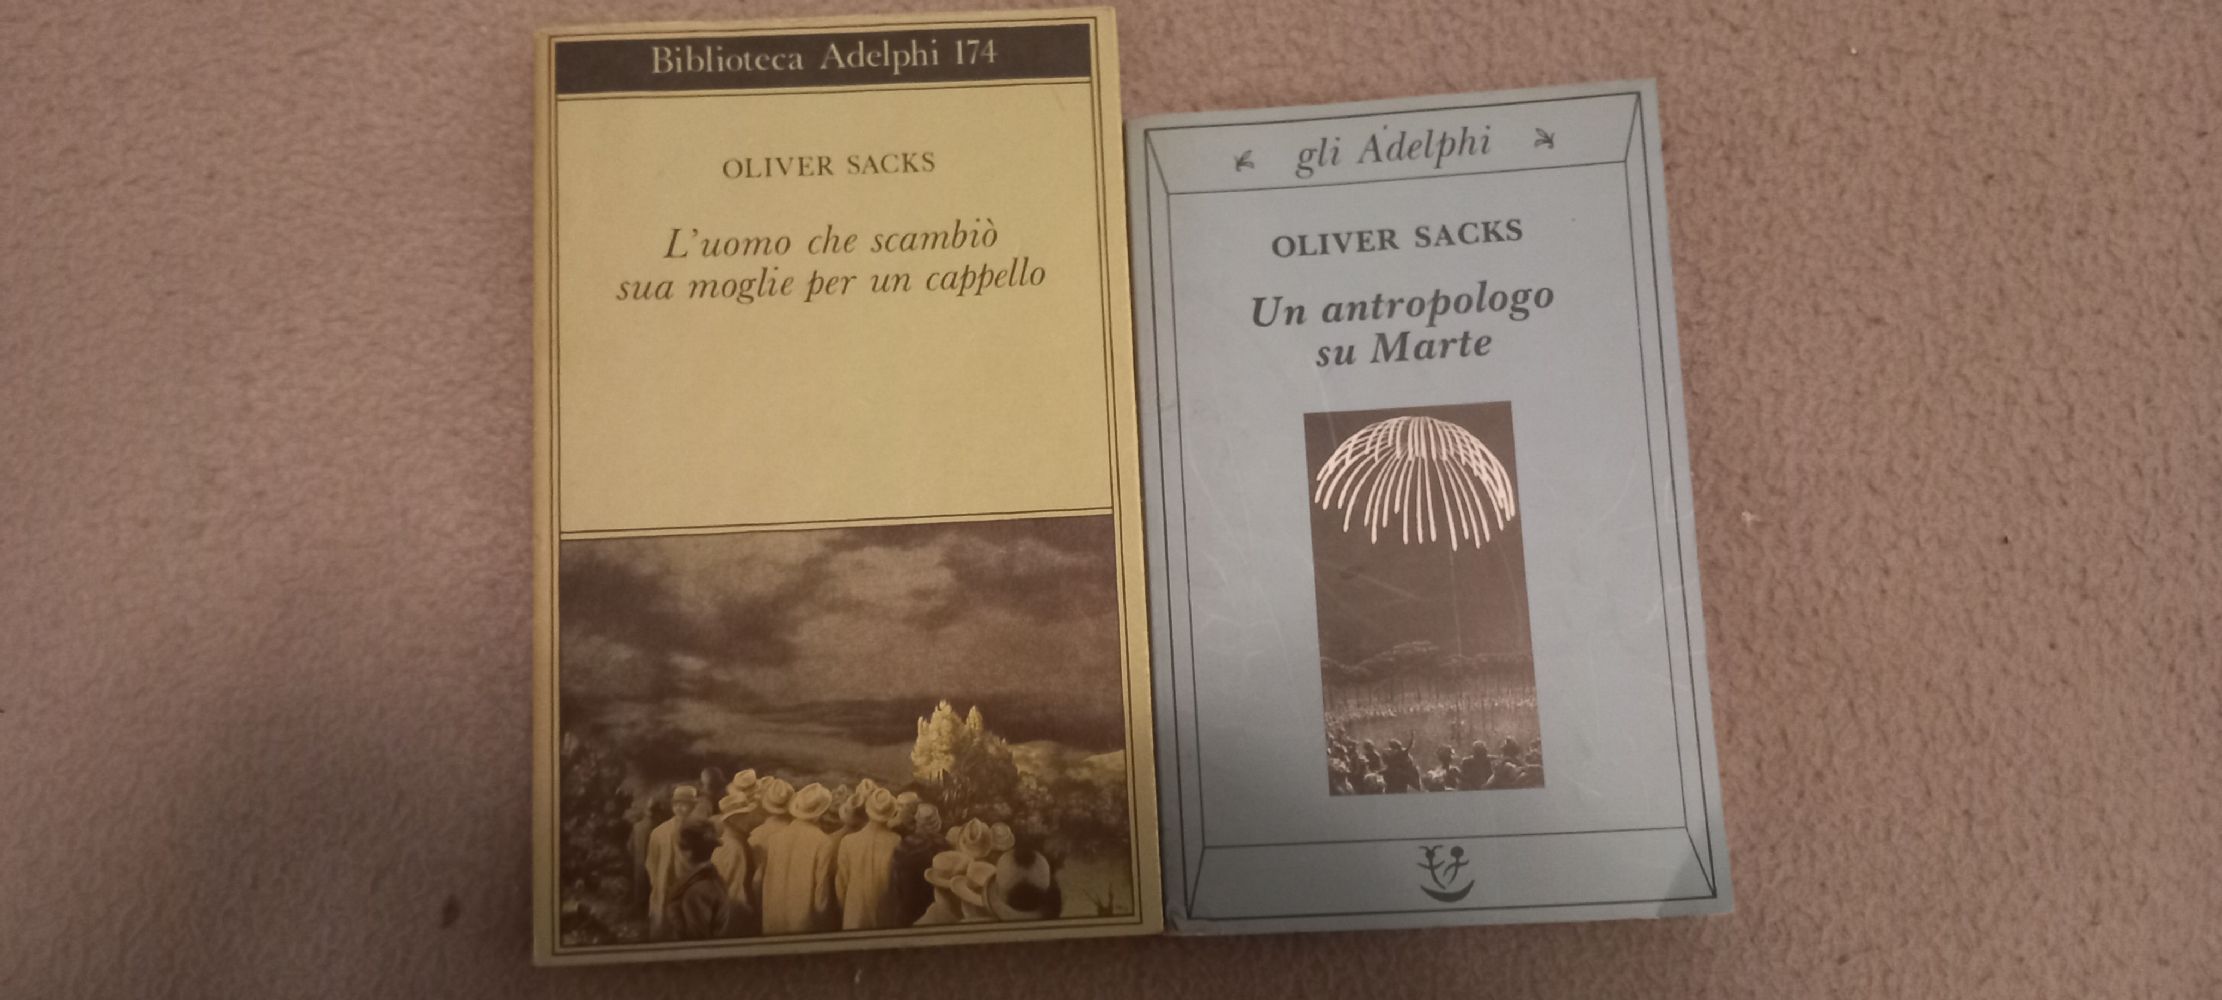 Biblioteca Adelphi 174
OLIVER SACKS
L'uomo che scambiò
sua moglie per un cappello
gli Adelphi
OLIVER SACKS
Un antropologo
su Marte